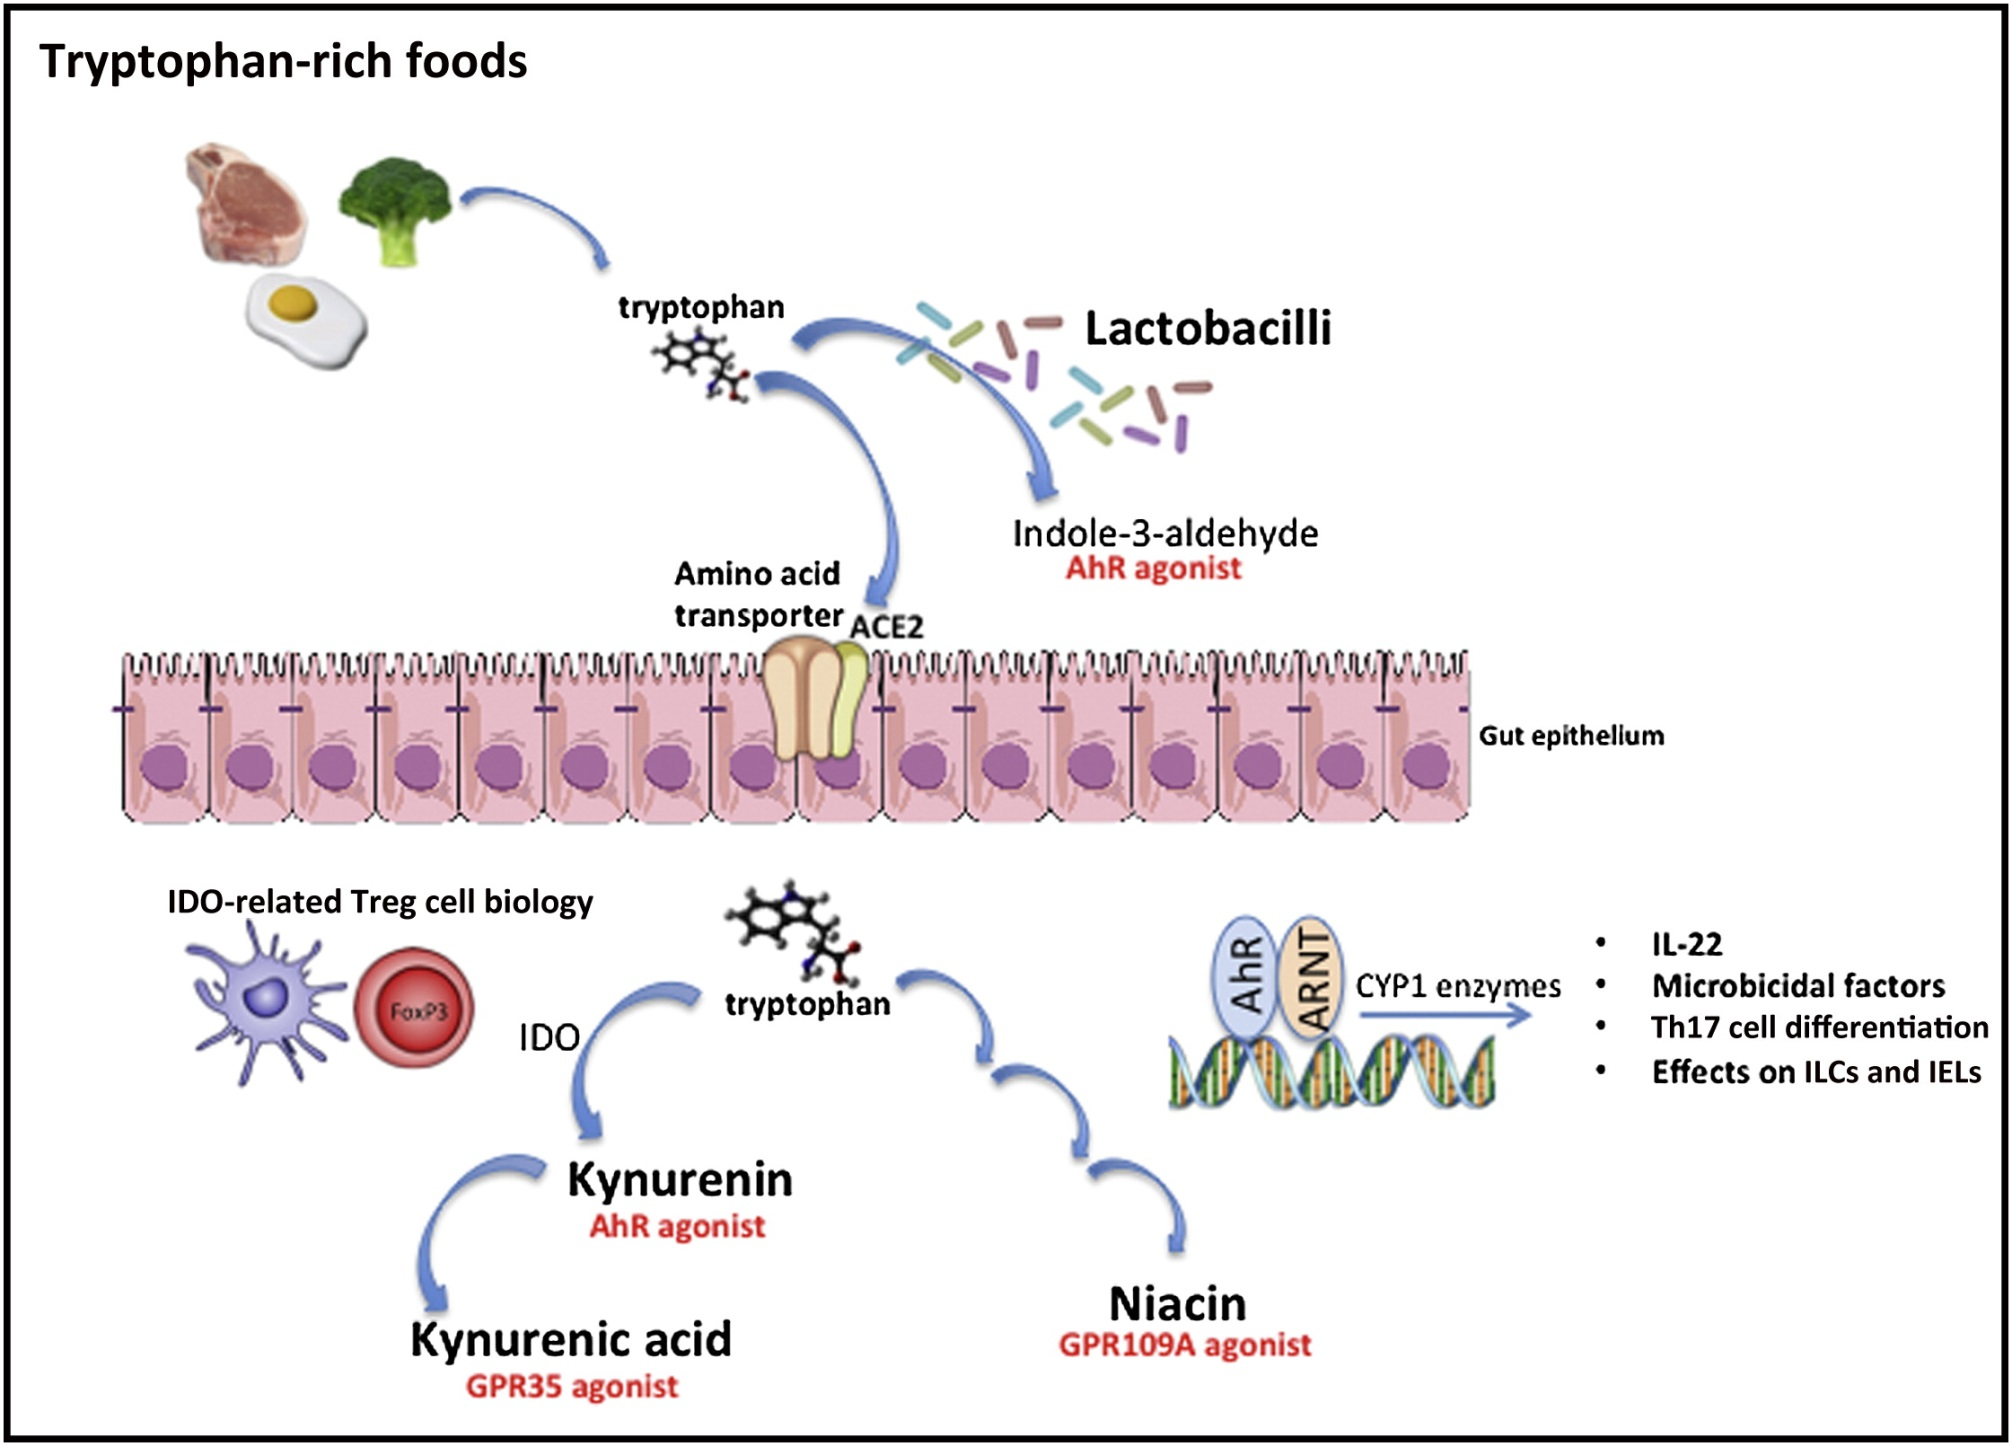 Tryptophan-rich foods
tryptophan
Lactobacilli
Indole-3-aldehyde
AhR agonist
Amino acid
transporter
ACE2
Gut epithelium
IDO-related Treg cell biology
FoxP3
IDO
tryptophan
AhR
ARNT
CYP1 enzymes
• IL-22
• Microbicidal factors
• Th17 cell differentiation
• Effects on ILCs and IELs
Kynurenin
AhR agonist
Kynurenic acid
GPR35 agonist
Niacin
GPR109A agonist